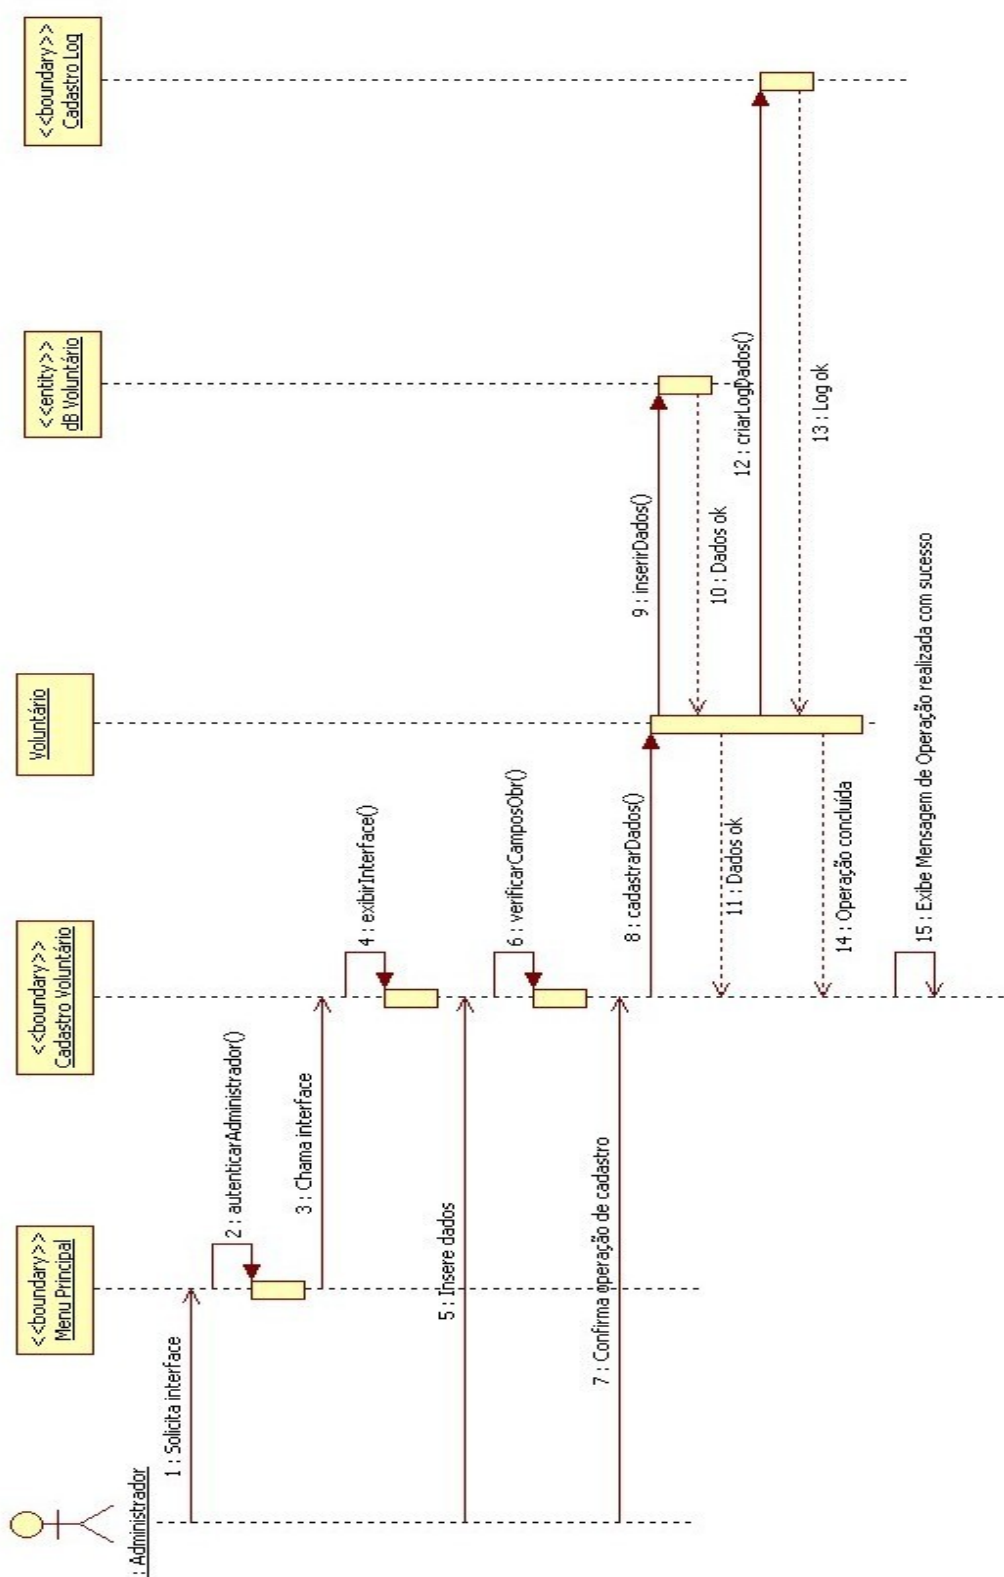 : Administrador
<<boundary>>
Menu Principal
<<boundary>>
Cadastro Voluntário
Voluntário
<<entity>>
dB Voluntário
<<boundary>>
Cadastro Log
1 : Solicita interface
2 : autenticarAdministrador()
3 : Chama interface
4 : exibirInterface()
5 : Insere dados
6 : verificarCamposObr()
7 : Confirma operação de cadastro
8 : cadastrarDados()
9 : inserirDados()
10 : Dados ok
11 : Dados ok
12 : criarLogDados()
13 : Log ok
14 : Operação concluída
15 : Exibe Mensagem de Operação realizada com sucesso